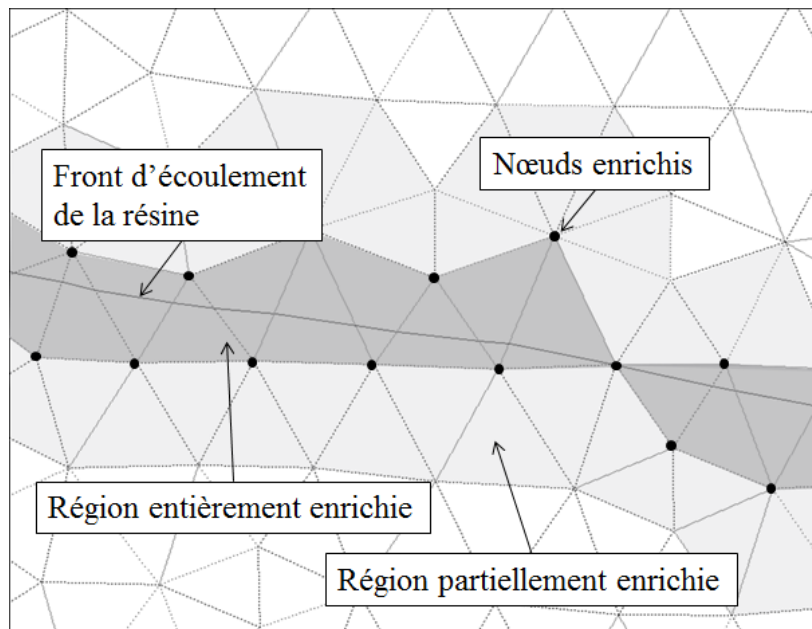 Front d’écoulement
de la résine
Nœuds enrichis
Région entièrement enrichie
Région partiellement enrichie